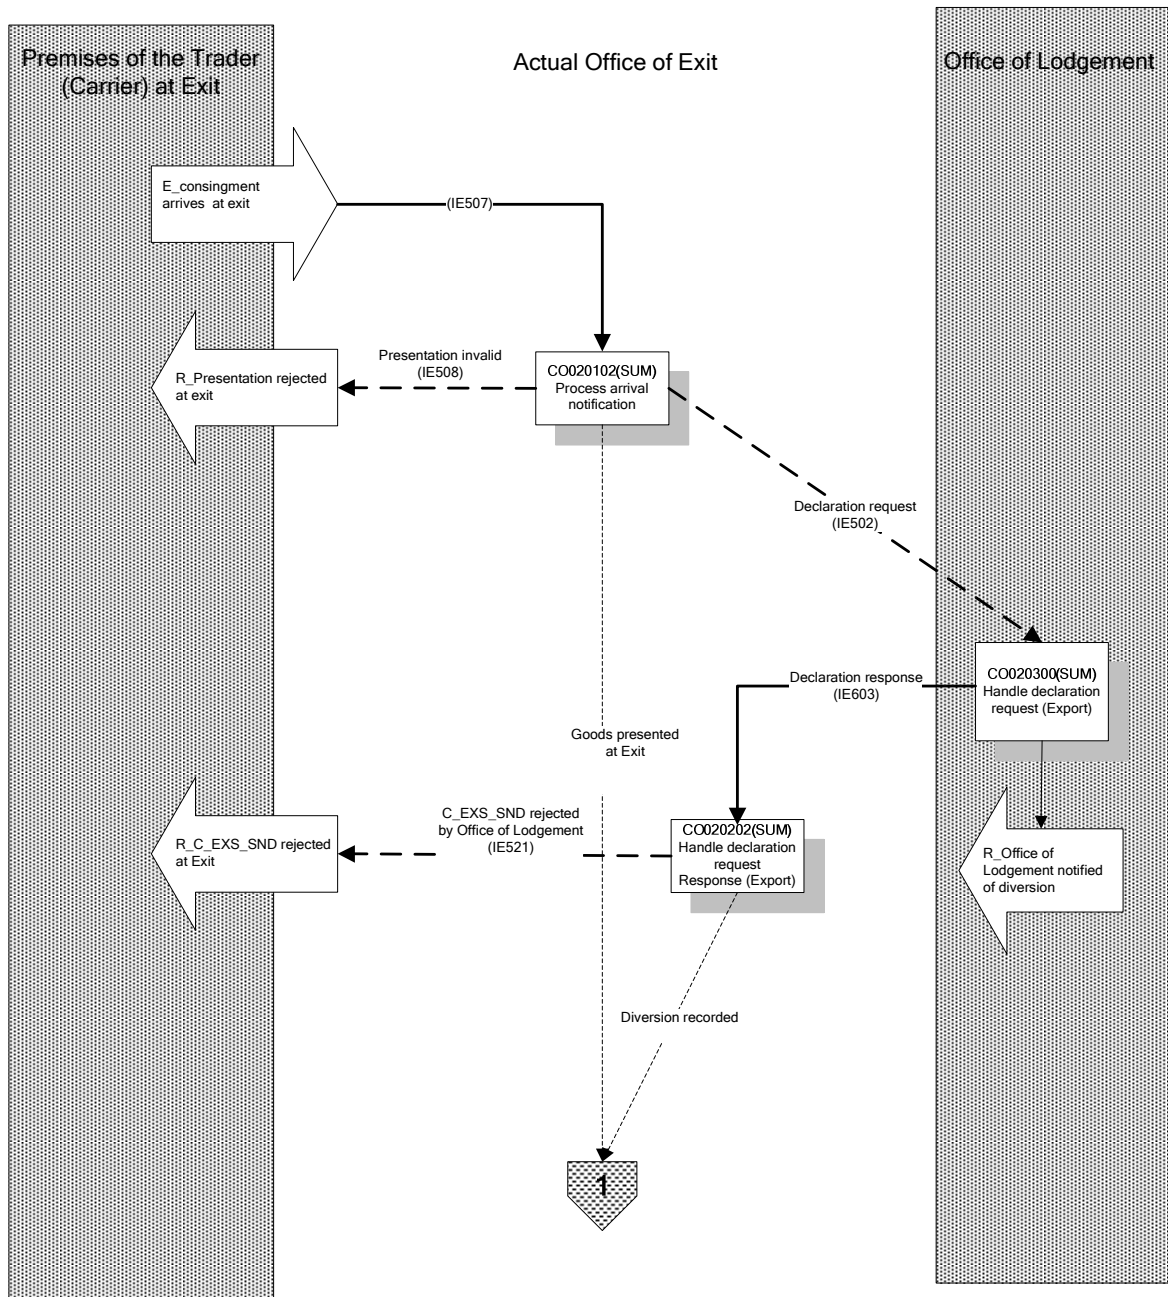 Premises of the Trader
(Carrier) at Exit
Actual Office of Exit
Office of Lodgement
E_consingment
arrives at exit
(IE507)
Presentation invalid
(IE508)
R_Presentation rejected
at exit
CO020102(SUM)
Process arrival
notification
Declaration request
(IE502)
CO020300(SUM)
Handle declaration
request (Export)
Declaration response
(IE603)
Goods presented
at Exit
C_EXS_SND rejected
by Office of Lodgement
(IE521)
R_C_EXS_SND rejected
at Exit
CO020202(SUM)
Handle declaration
request
Response (Export)
R_Office of
Lodgement notified
of diversion
Diversion recorded
1